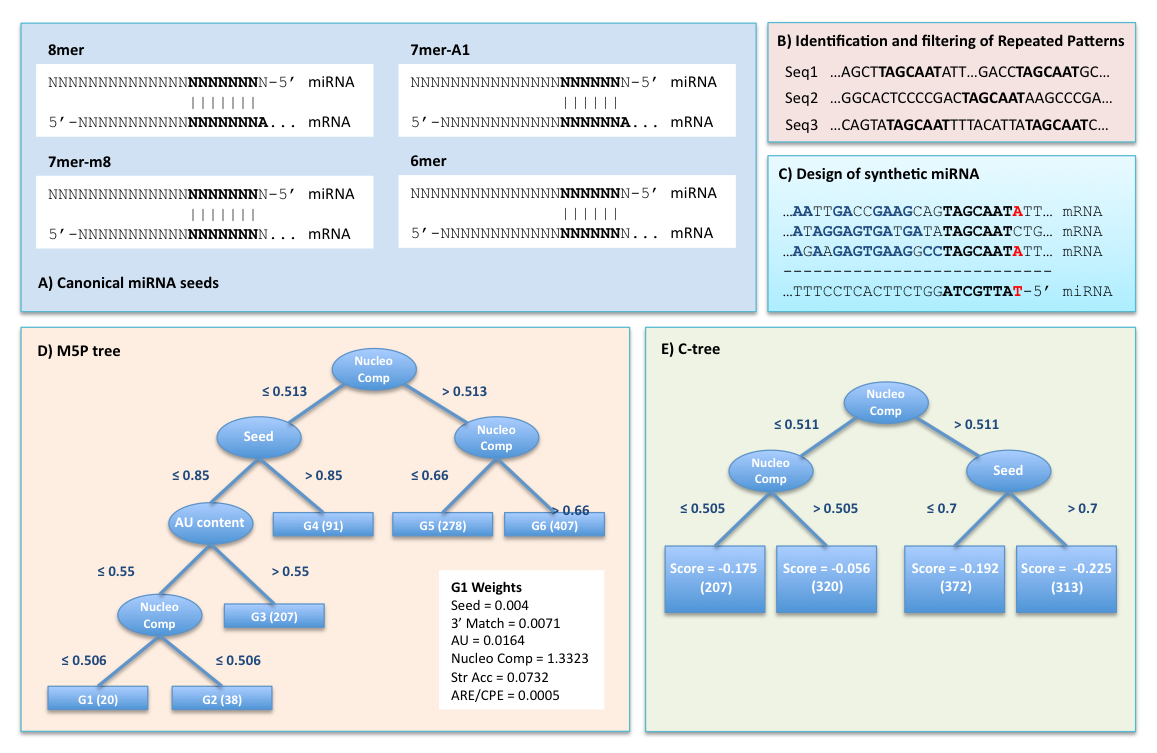 8mer
NNNNNNNNNNNNNNNNNNNNNN-5’ miRNA
| | | | | | |
5’-NNNNNNNNNNNNNNNNNNA... mRNA
7mer-A1
NNNNNNNNNNNNNNNNNNNNNN-5’ miRNA
| | | | | |
5’-NNNNNNNNNNNNNNNNNNA... mRNA
7mer-m8
NNNNNNNNNNNNNNNNNNNNNN-5’ miRNA
| | | | | | |
5’-NNNNNNNNNNNNNNNNNNN... mRNA
6mer
NNNNNNNNNNNNNNNNNNNNNN-5’ miRNA
| | | | | |
5’-NNNNNNNNNNNNNNNNNNN... mRNA
A) Canonical miRNA seeds
B) Identification and filtering of Repeated Patterns
Seq1 …AGCTTAGCAATATT…GACCTAGCAATGC…
Seq2 …GGCACTCCCCGACTAGCAATAAGCCCGA…
Seq3 …CAGTATAGCAATTTTACATTATAGCAATC…
C) Design of synthetic miRNA
…AATTGACCGAAGCAGTAGCAATATT… mRNA
…ATAGGAGTGATGATATAGCAATCTG… mRNA
…AGAAGAGTGAAGGCCTAGCAATATT… mRNA
---------------------------
…TTTCCTCACTTCTGGATCGTTAT-5’ miRNA
D) M5P tree
Nucleo
Comp
≤ 0.513
> 0.513
Seed
Nucleo
Comp
≤ 0.85
> 0.85
≤ 0.66
> 0.66
AU content
G4 (91)
G5 (278)
G6 (407)
≤ 0.55
> 0.55
Nucleo
Comp
G3 (207)
≤ 0.506
≤ 0.506
G1 (20)
G2 (38)
G1 Weights
Seed = 0.004
3’ Match = 0.0071
AU = 0.0164
Nucleo Comp = 1.3323
Str Acc = 0.0732
ARE/CPE = 0.0005
E) C-tree
Nucleo
Comp
≤ 0.511
> 0.511
Nucleo
Comp
Seed
≤ 0.505
> 0.505
≤ 0.7
> 0.7
Score = -0.175
(207)
Score = -0.056
(320)
Score = -0.192
(372)
Score = -0.225
(313)